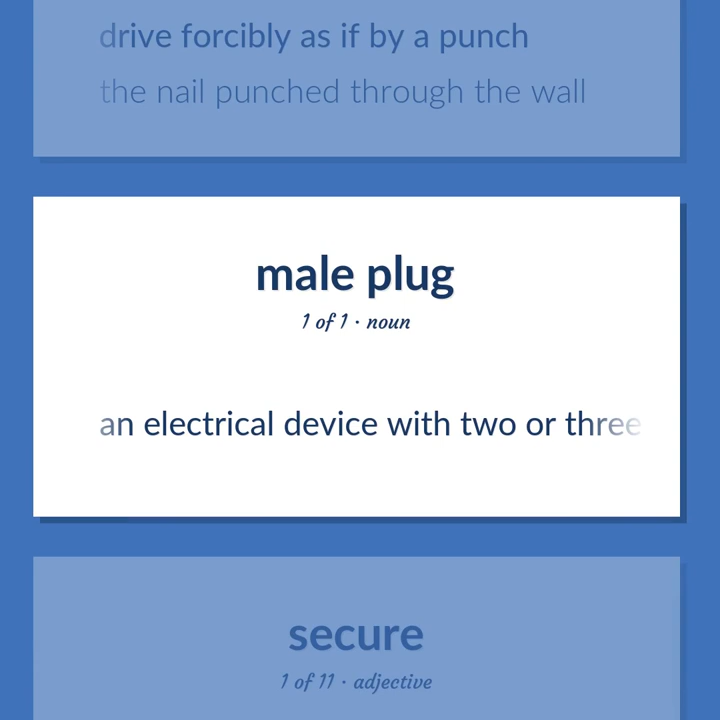 drive forcibly as if by a punch
the nail punched through the wall
male plug
1 of 1 · noun
an electrical device with two or three
secure
1 of 11 · adjective